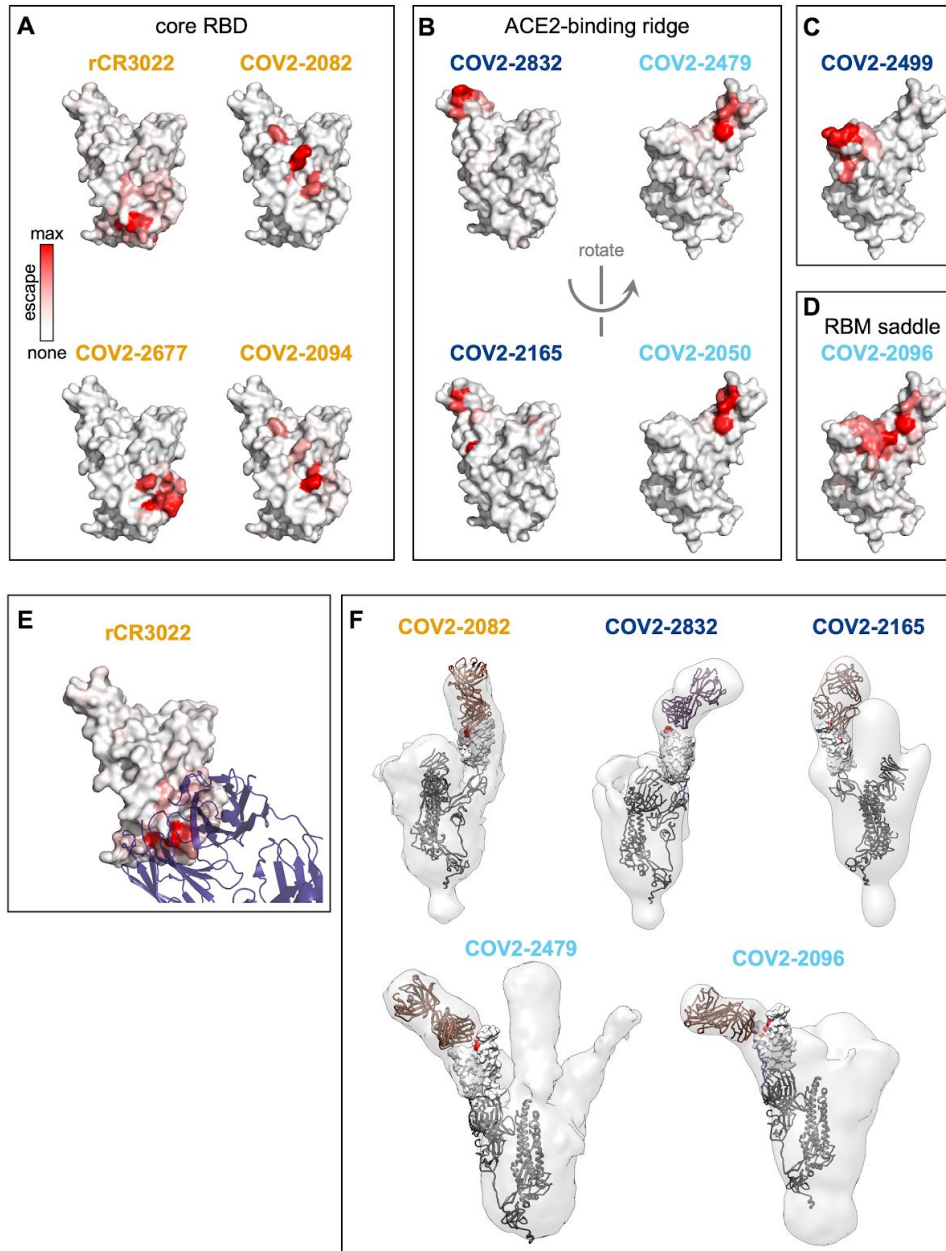 A
core RBD
rCR3022
COV2-2082
max
escape
none
COV2-2677
COV2-2094
B
ACE2-binding ridge
COV2-2832
COV2-2479
rotate
COV2-2165
COV2-2050
C
COV2-2499
D
RBM saddle
COV2-2096
E
rCR3022
F
COV2-2082
COV2-2832
COV2-2165
COV2-2479
COV2-2096